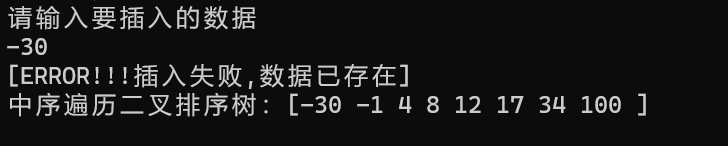 请输入要插入的数据
-30
[ERROR!!!插入失败,数据已存在]
中序遍历二叉排序树：[-30 -1 4 8 12 17 34 100 ]